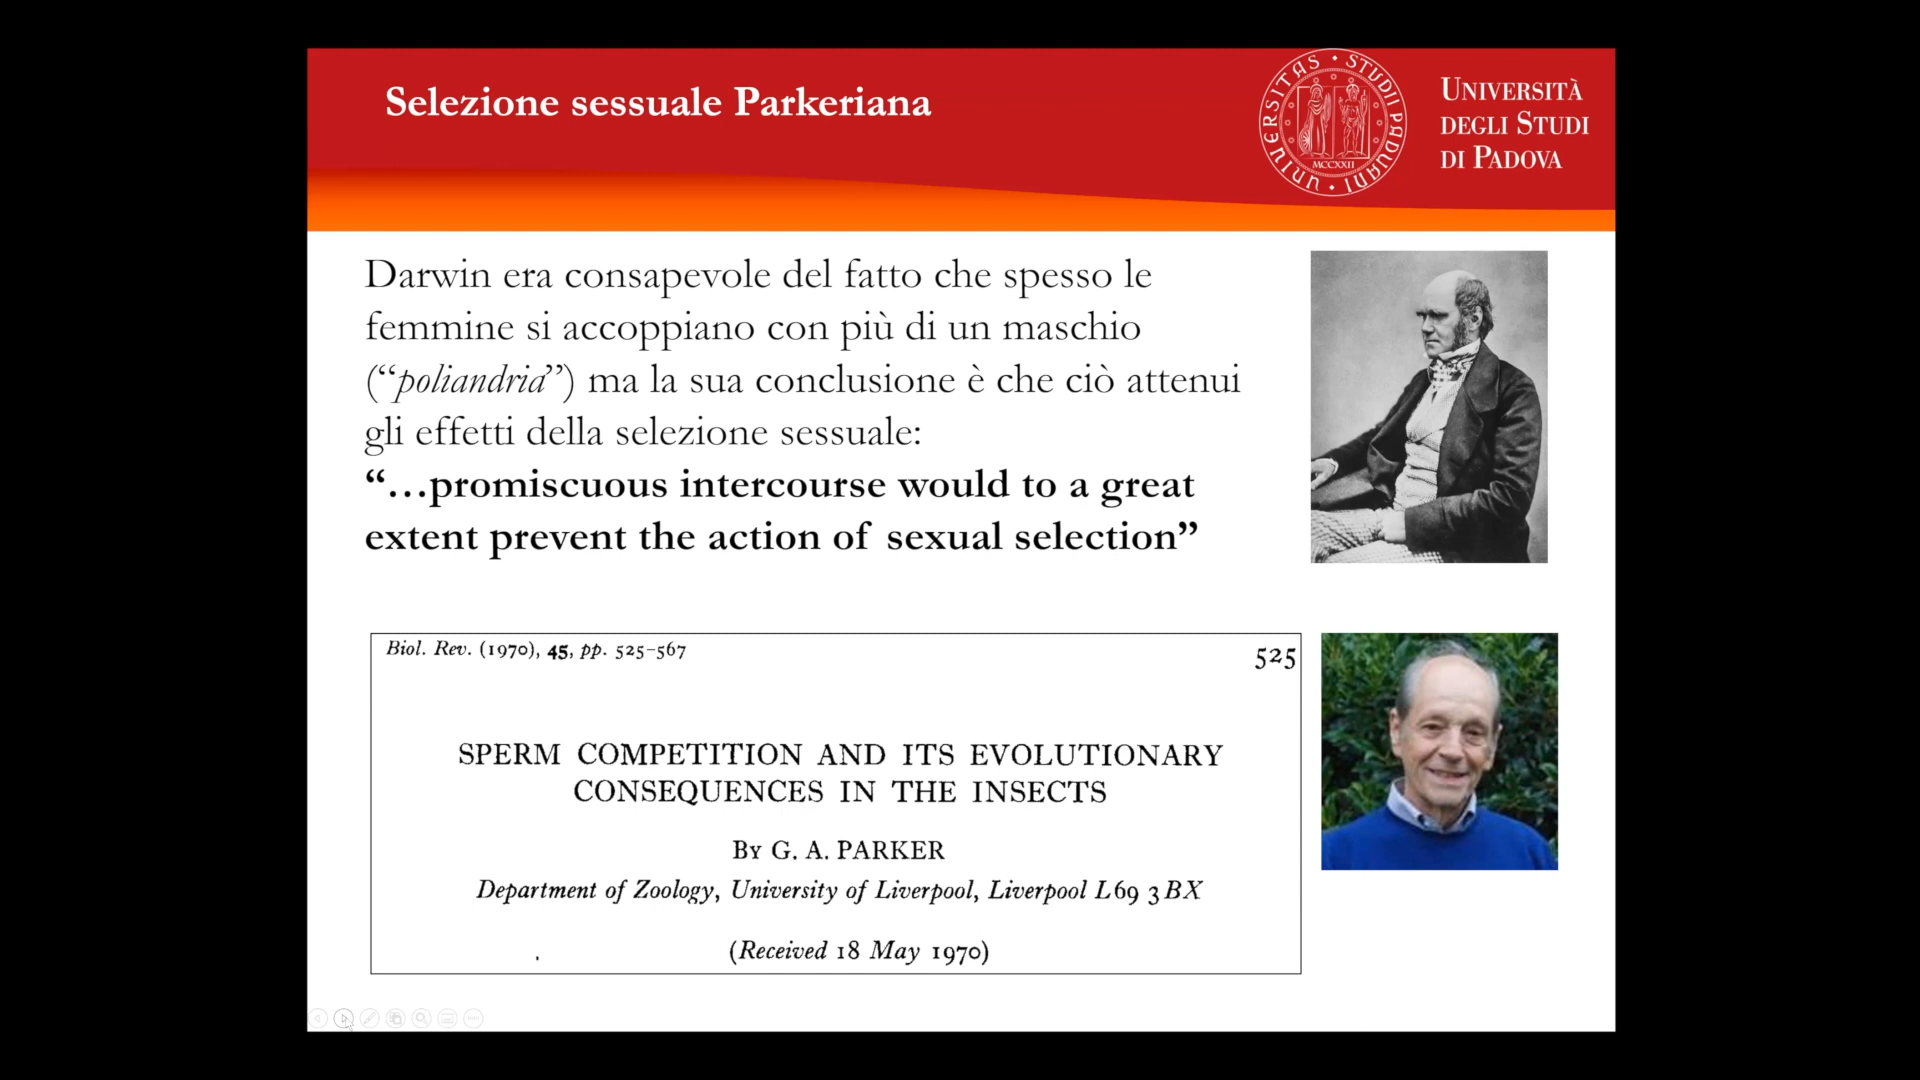 Selezione sessuale Parkeriana
UNIVERSITAS • STUDII PADUANI •
MCCXXII
UNIVERSITÀ
DEGLI STUDI
DI PADOVA
Darwin era consapevole del fatto che spesso le
femmine si accoppiano con più di un maschio
(“poliandria”) ma la sua conclusione è che ciò attenui
gli effetti della selezione sessuale:
“…promiscuous intercourse would to a great
extent prevent the action of sexual selection”
Biol. Rev. (1970), 45, pp. 525–567
525
SPERM COMPETITION AND ITS EVOLUTIONARY
CONSEQUENCES IN THE INSECTS
BY G. A. PARKER
Department of Zoology, University of Liverpool, Liverpool L69 3BX
(Received 18 May 1970)